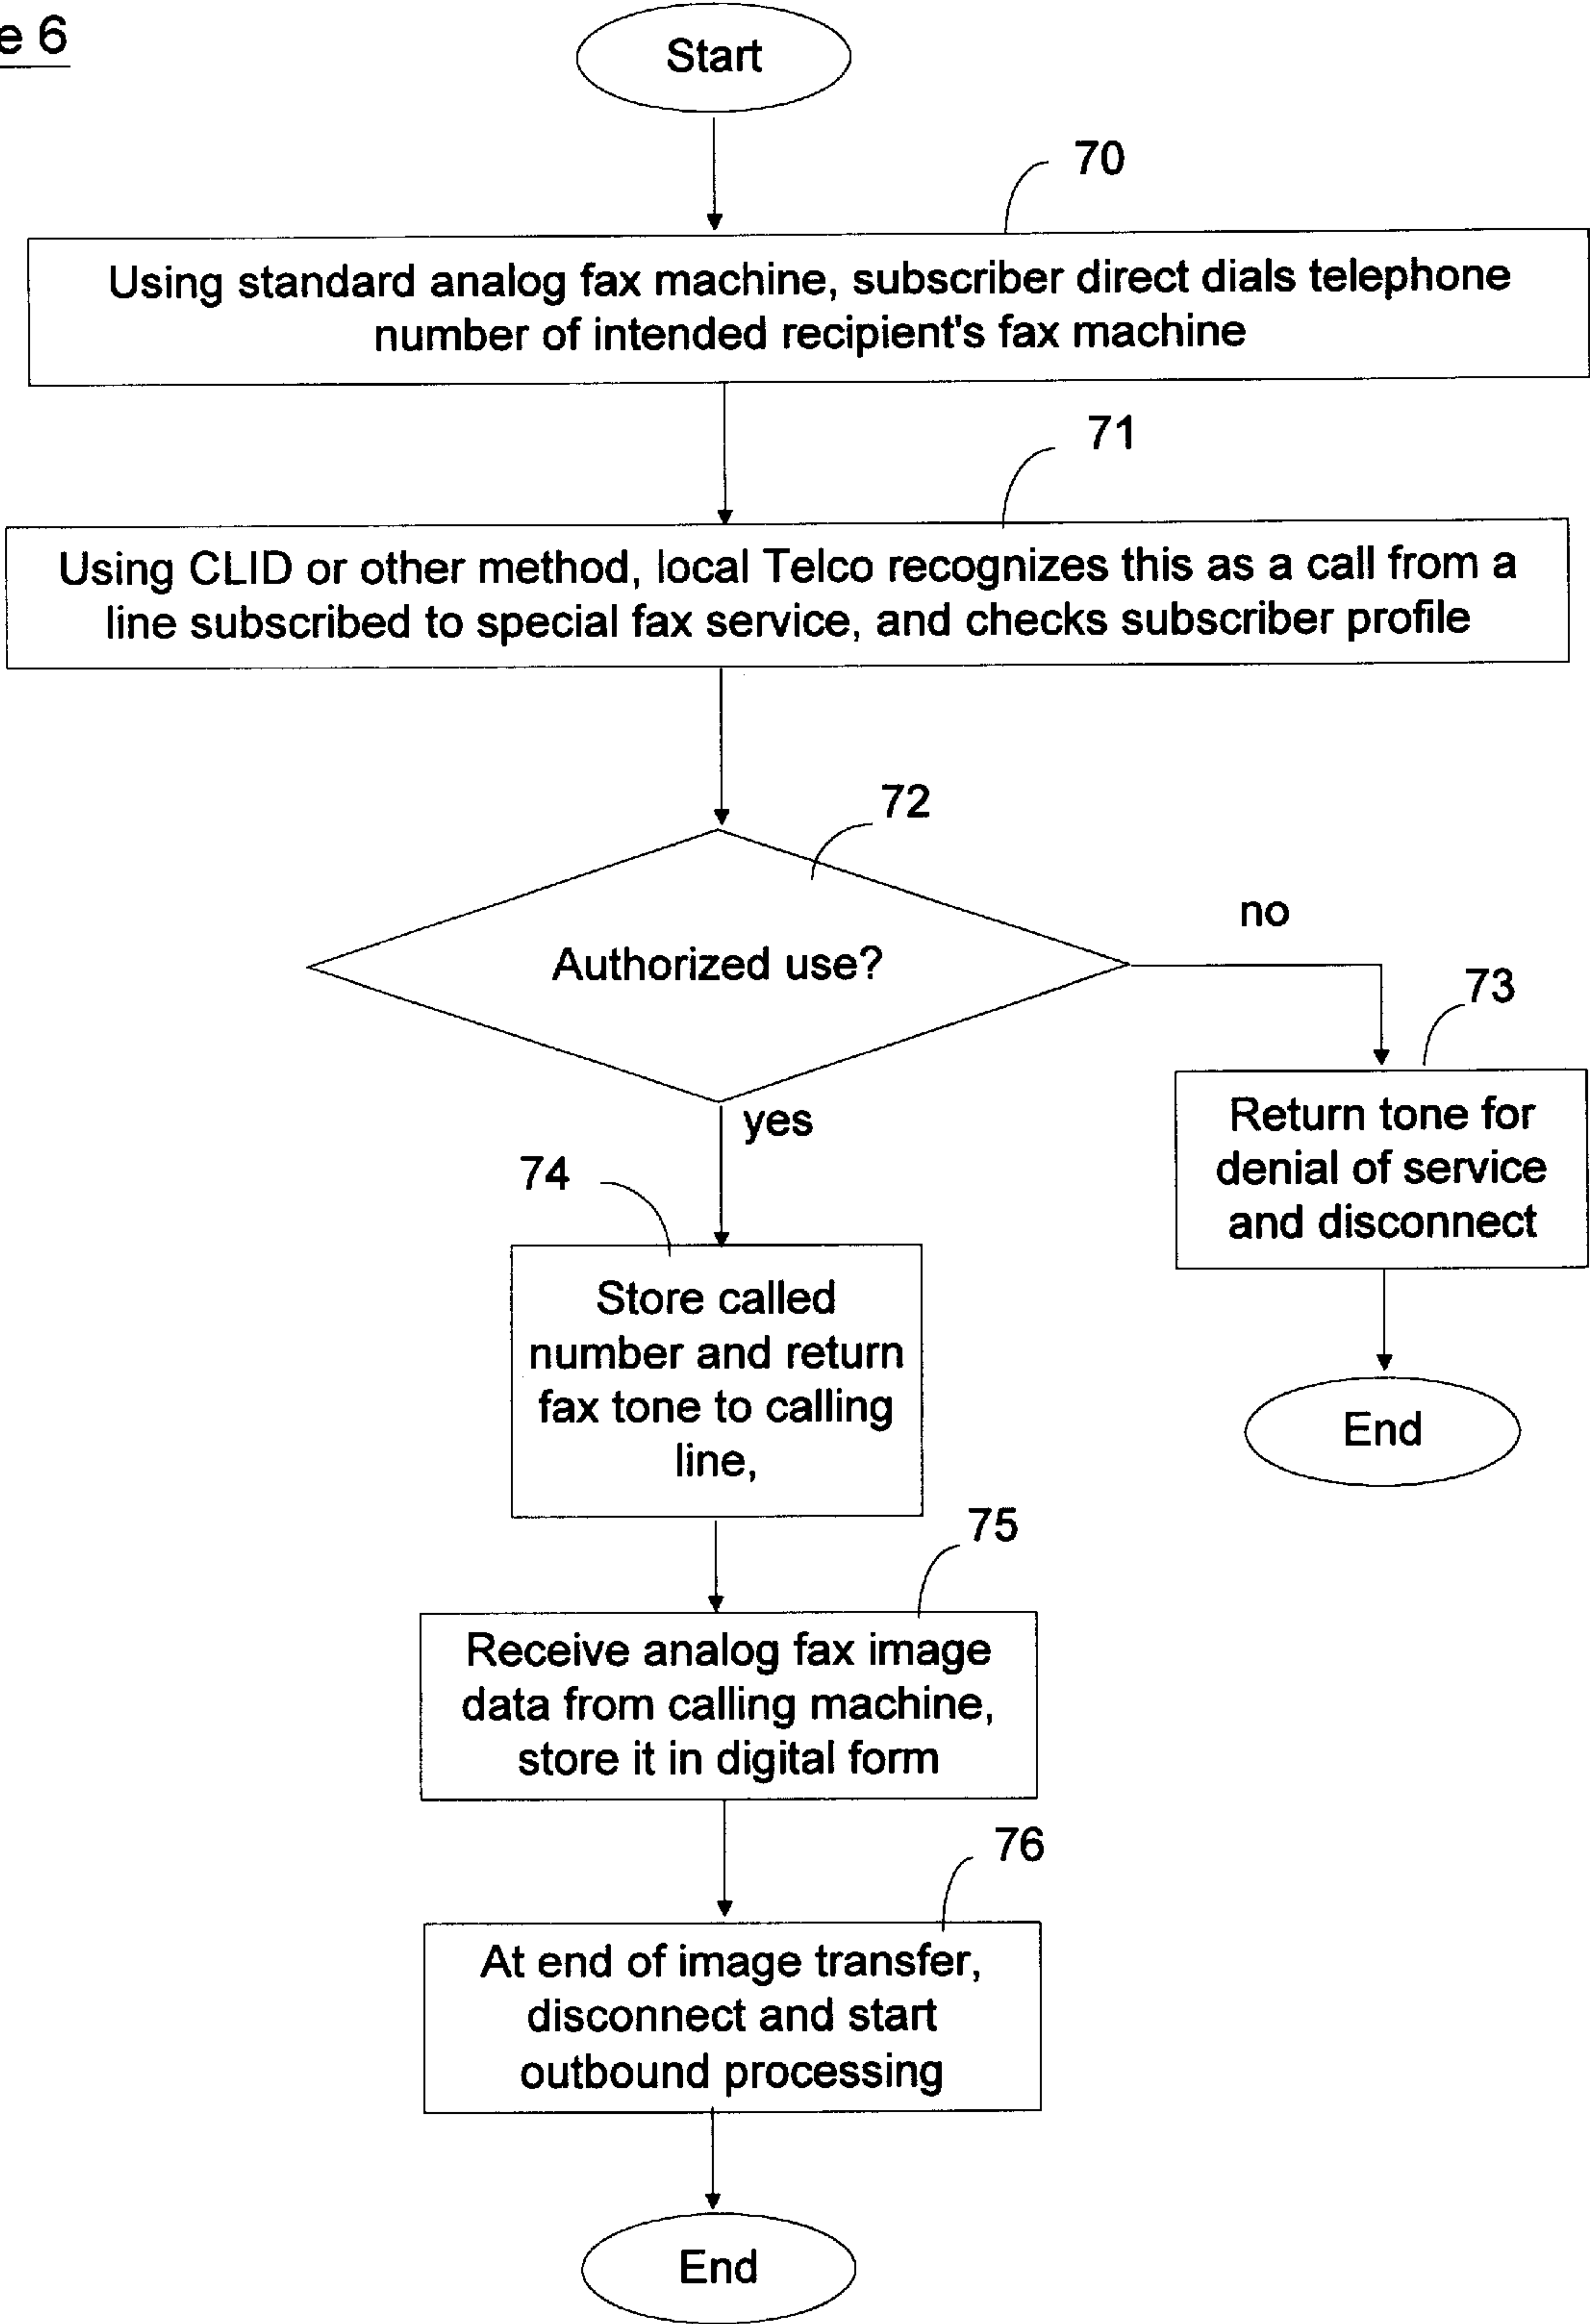 e 6
Start
70
Using standard analog fax machine, subscriber direct dials telephone
number of intended recipient's fax machine
71
Using CLID or other method, local Telco recognizes this as a call from a
line subscribed to special fax service, and checks subscriber profile
72
Authorized use?
no
73
Return tone for
denial of service
and disconnect
End
yes
74
Store called
number and return
fax tone to calling
line,
75
Receive analog fax image
data from calling machine,
store it in digital form
76
At end of image transfer,
disconnect and start
outbound processing
End